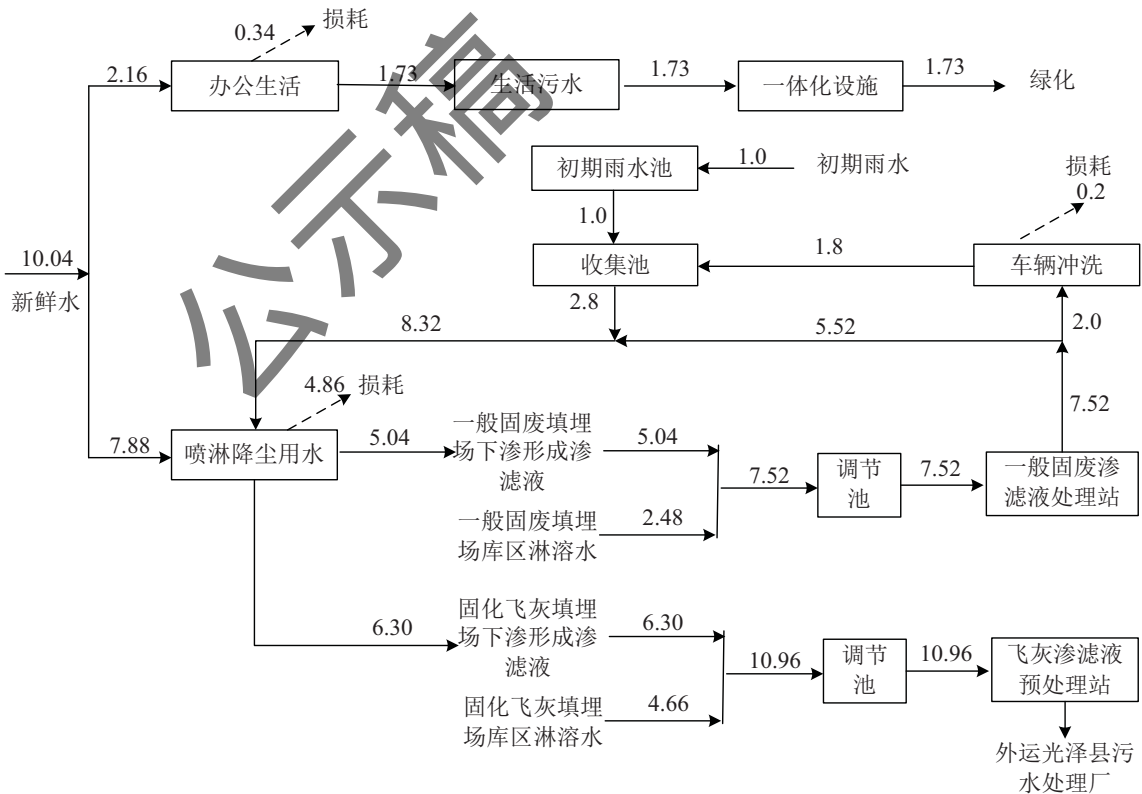 0.34
损耗
2.16
办公生活
1.73
生活污水
1.73
一体化设施
1.73
绿化
初期雨水池
1.0
初期雨水
损耗
0.2
1.0
10.04
新鲜水
收集池
1.8
车辆冲洗
2.8
2.0
8.32
5.52
4.86
损耗
7.52
7.88
喷淋降尘用水
5.04
一般固废填埋
场下渗形成渗
滤液
5.04
7.52
调节
池
7.52
一般固废渗
滤液处理站
一般固废填埋
场库区淋溶水
2.48
6.30
固化飞灰填埋
场下渗形成渗
滤液
6.30
10.96
调节
池
10.96
飞灰渗滤液
预处理站
固化飞灰填埋
场库区淋溶水
4.66
外运光泽县污
水处理厂
公示稿